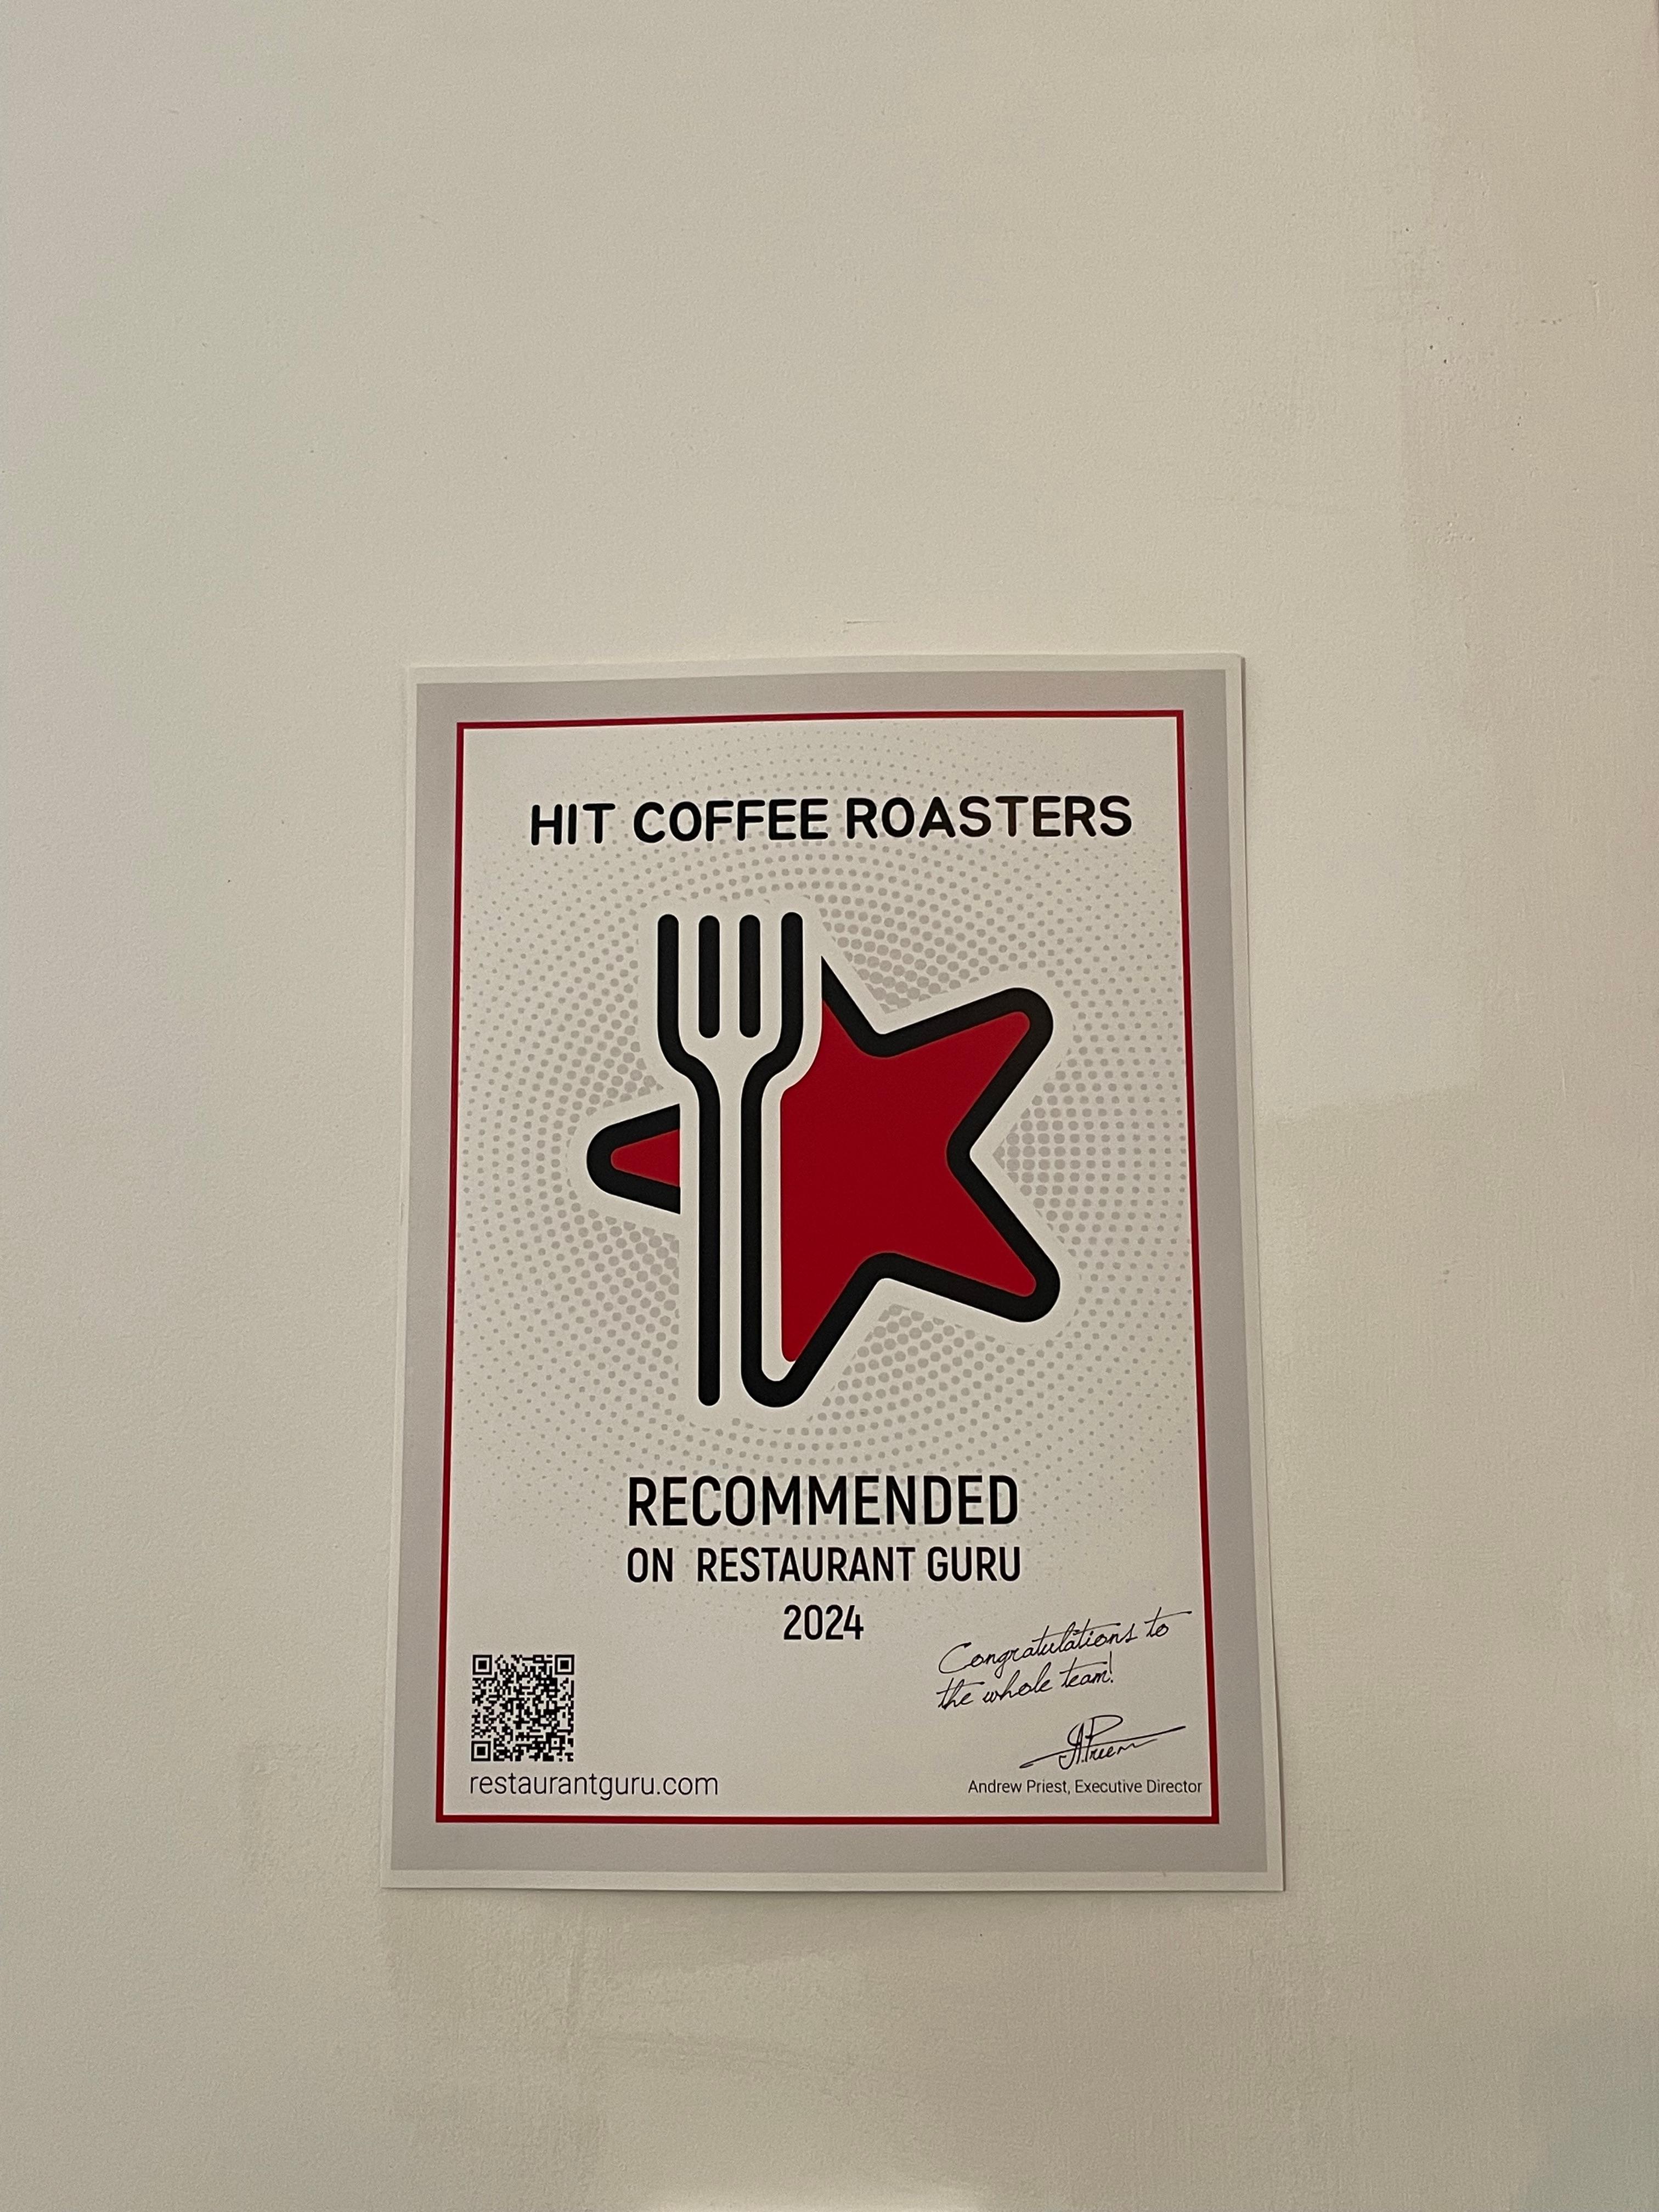 HIT COFFEE ROASTERS
RECOMMENDED
ON RESTAURANT GURU
2024
Congratulations to
the whole team!
restaurantguru.com
Andrew Priest, Executive Director